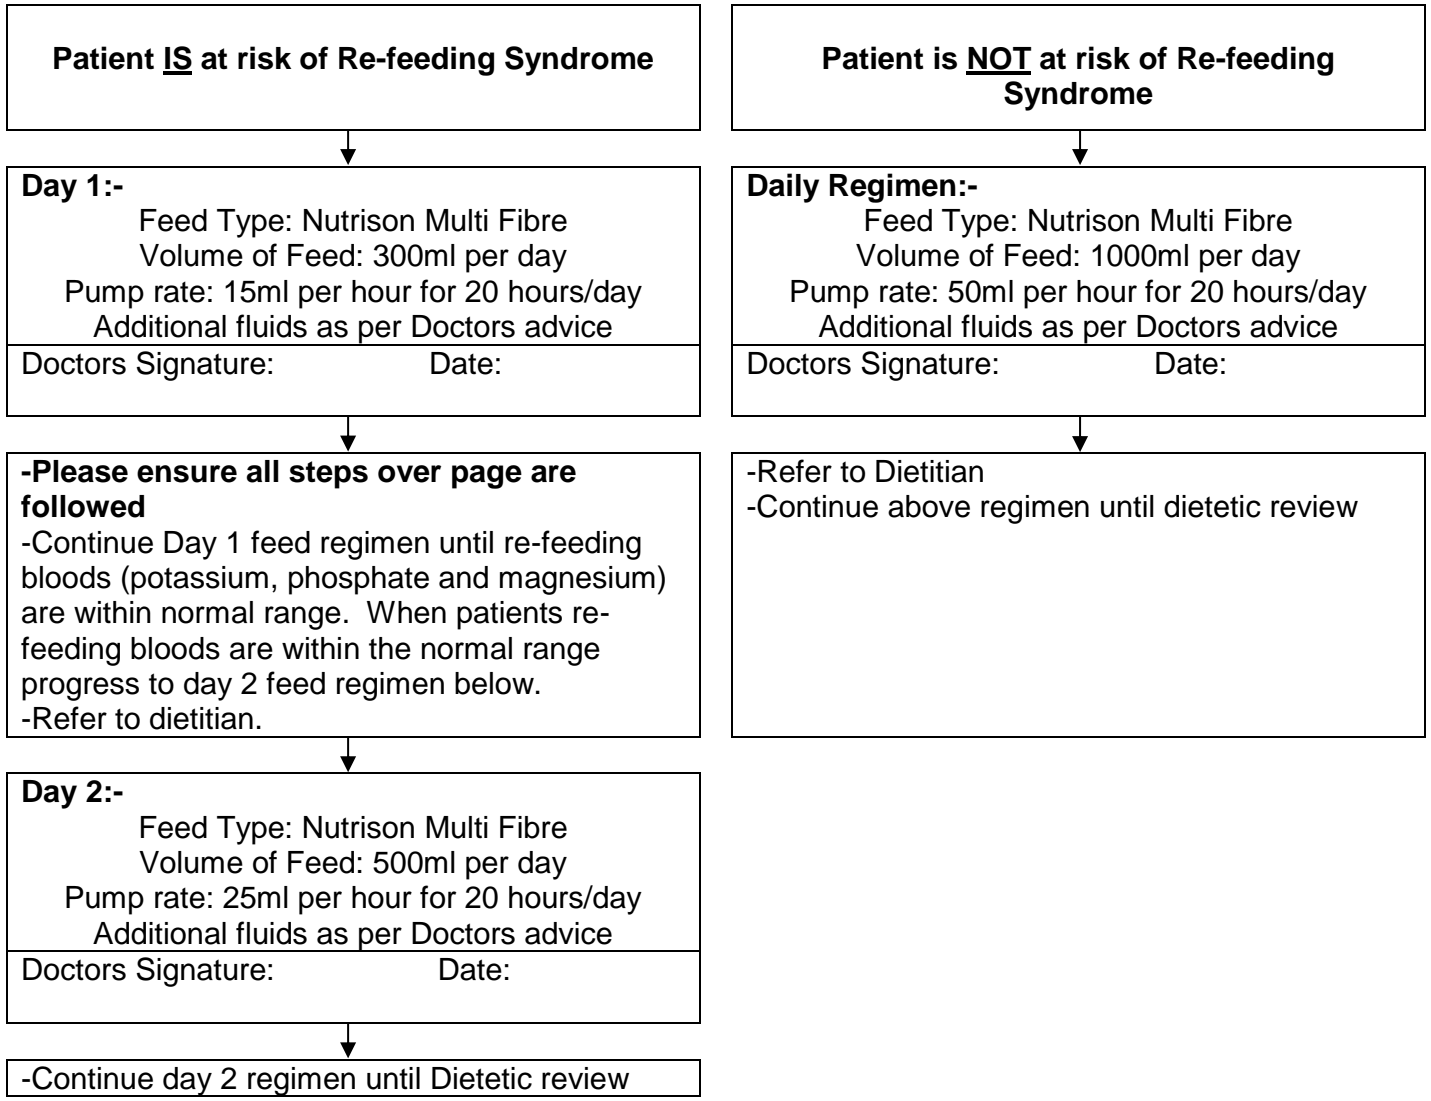 Patient IS at risk of Re-feeding Syndrome
Day 1:-
Feed Type: Nutrison Multi Fibre
Volume of Feed: 300ml per day
Pump rate: 15ml per hour for 20 hours/day
Additional fluids as per Doctors advice
Doctors Signature: Date:
-Please ensure all steps over page are
followed
-Continue Day 1 feed regimen until re-feeding
bloods (potassium, phosphate and magnesium)
are within normal range.  When patients re-
feeding bloods are within the normal range
progress to day 2 feed regimen below.
-Refer to dietitian.
Day 2:-
Feed Type: Nutrison Multi Fibre
Volume of Feed: 500ml per day
Pump rate: 25ml per hour for 20 hours/day
Additional fluids as per Doctors advice
Doctors Signature: Date:
-Continue day 2 regimen until Dietetic review
Patient is NOT at risk of Re-feeding
Syndrome
Daily Regimen:-
Feed Type: Nutrison Multi Fibre
Volume of Feed: 1000ml per day
Pump rate: 50ml per hour for 20 hours/day
Additional fluids as per Doctors advice
Doctors Signature: Date:
-Refer to Dietitian
-Continue above regimen until dietetic review